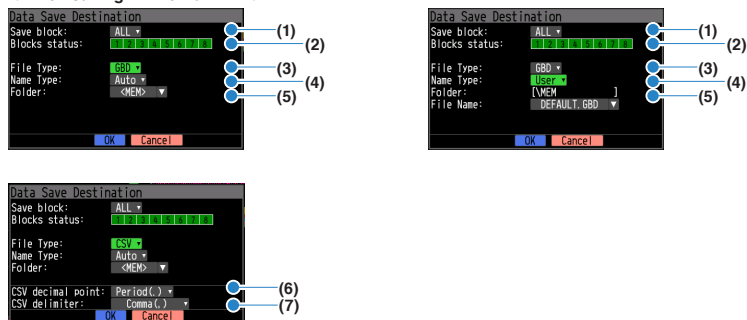 Data Save Destination
Save block: ALL ▼
(1)
Blocks status: 1 2 3 4 5 6 7 8
(2)
File Type: GBD ▼
(3)
Name Type: Auto ▼
(4)
Folder: <MEM> ▼
(5)
OK Cancel
Data Save Destination
Save block: ALL ▼
(1)
Blocks status: 1 2 3 4 5 6 7 8
(2)
File Type: GBD ▼
(3)
Name Type: User ▼
(4)
Folder: [\MEM ]
(5)
File Name: DEFAULT.GBD ▼
OK Cancel
Data Save Destination
Save block: ALL ▼
Blocks status: 1 2 3 4 5 6 7 8
File Type: CSV ▼
Name Type: Auto ▼
Folder: <MEM> ▼
CSV decimal point: Period(.) ▼
(6)
CSV delimiter: Comma(,) ▼
(7)
OK Cancel